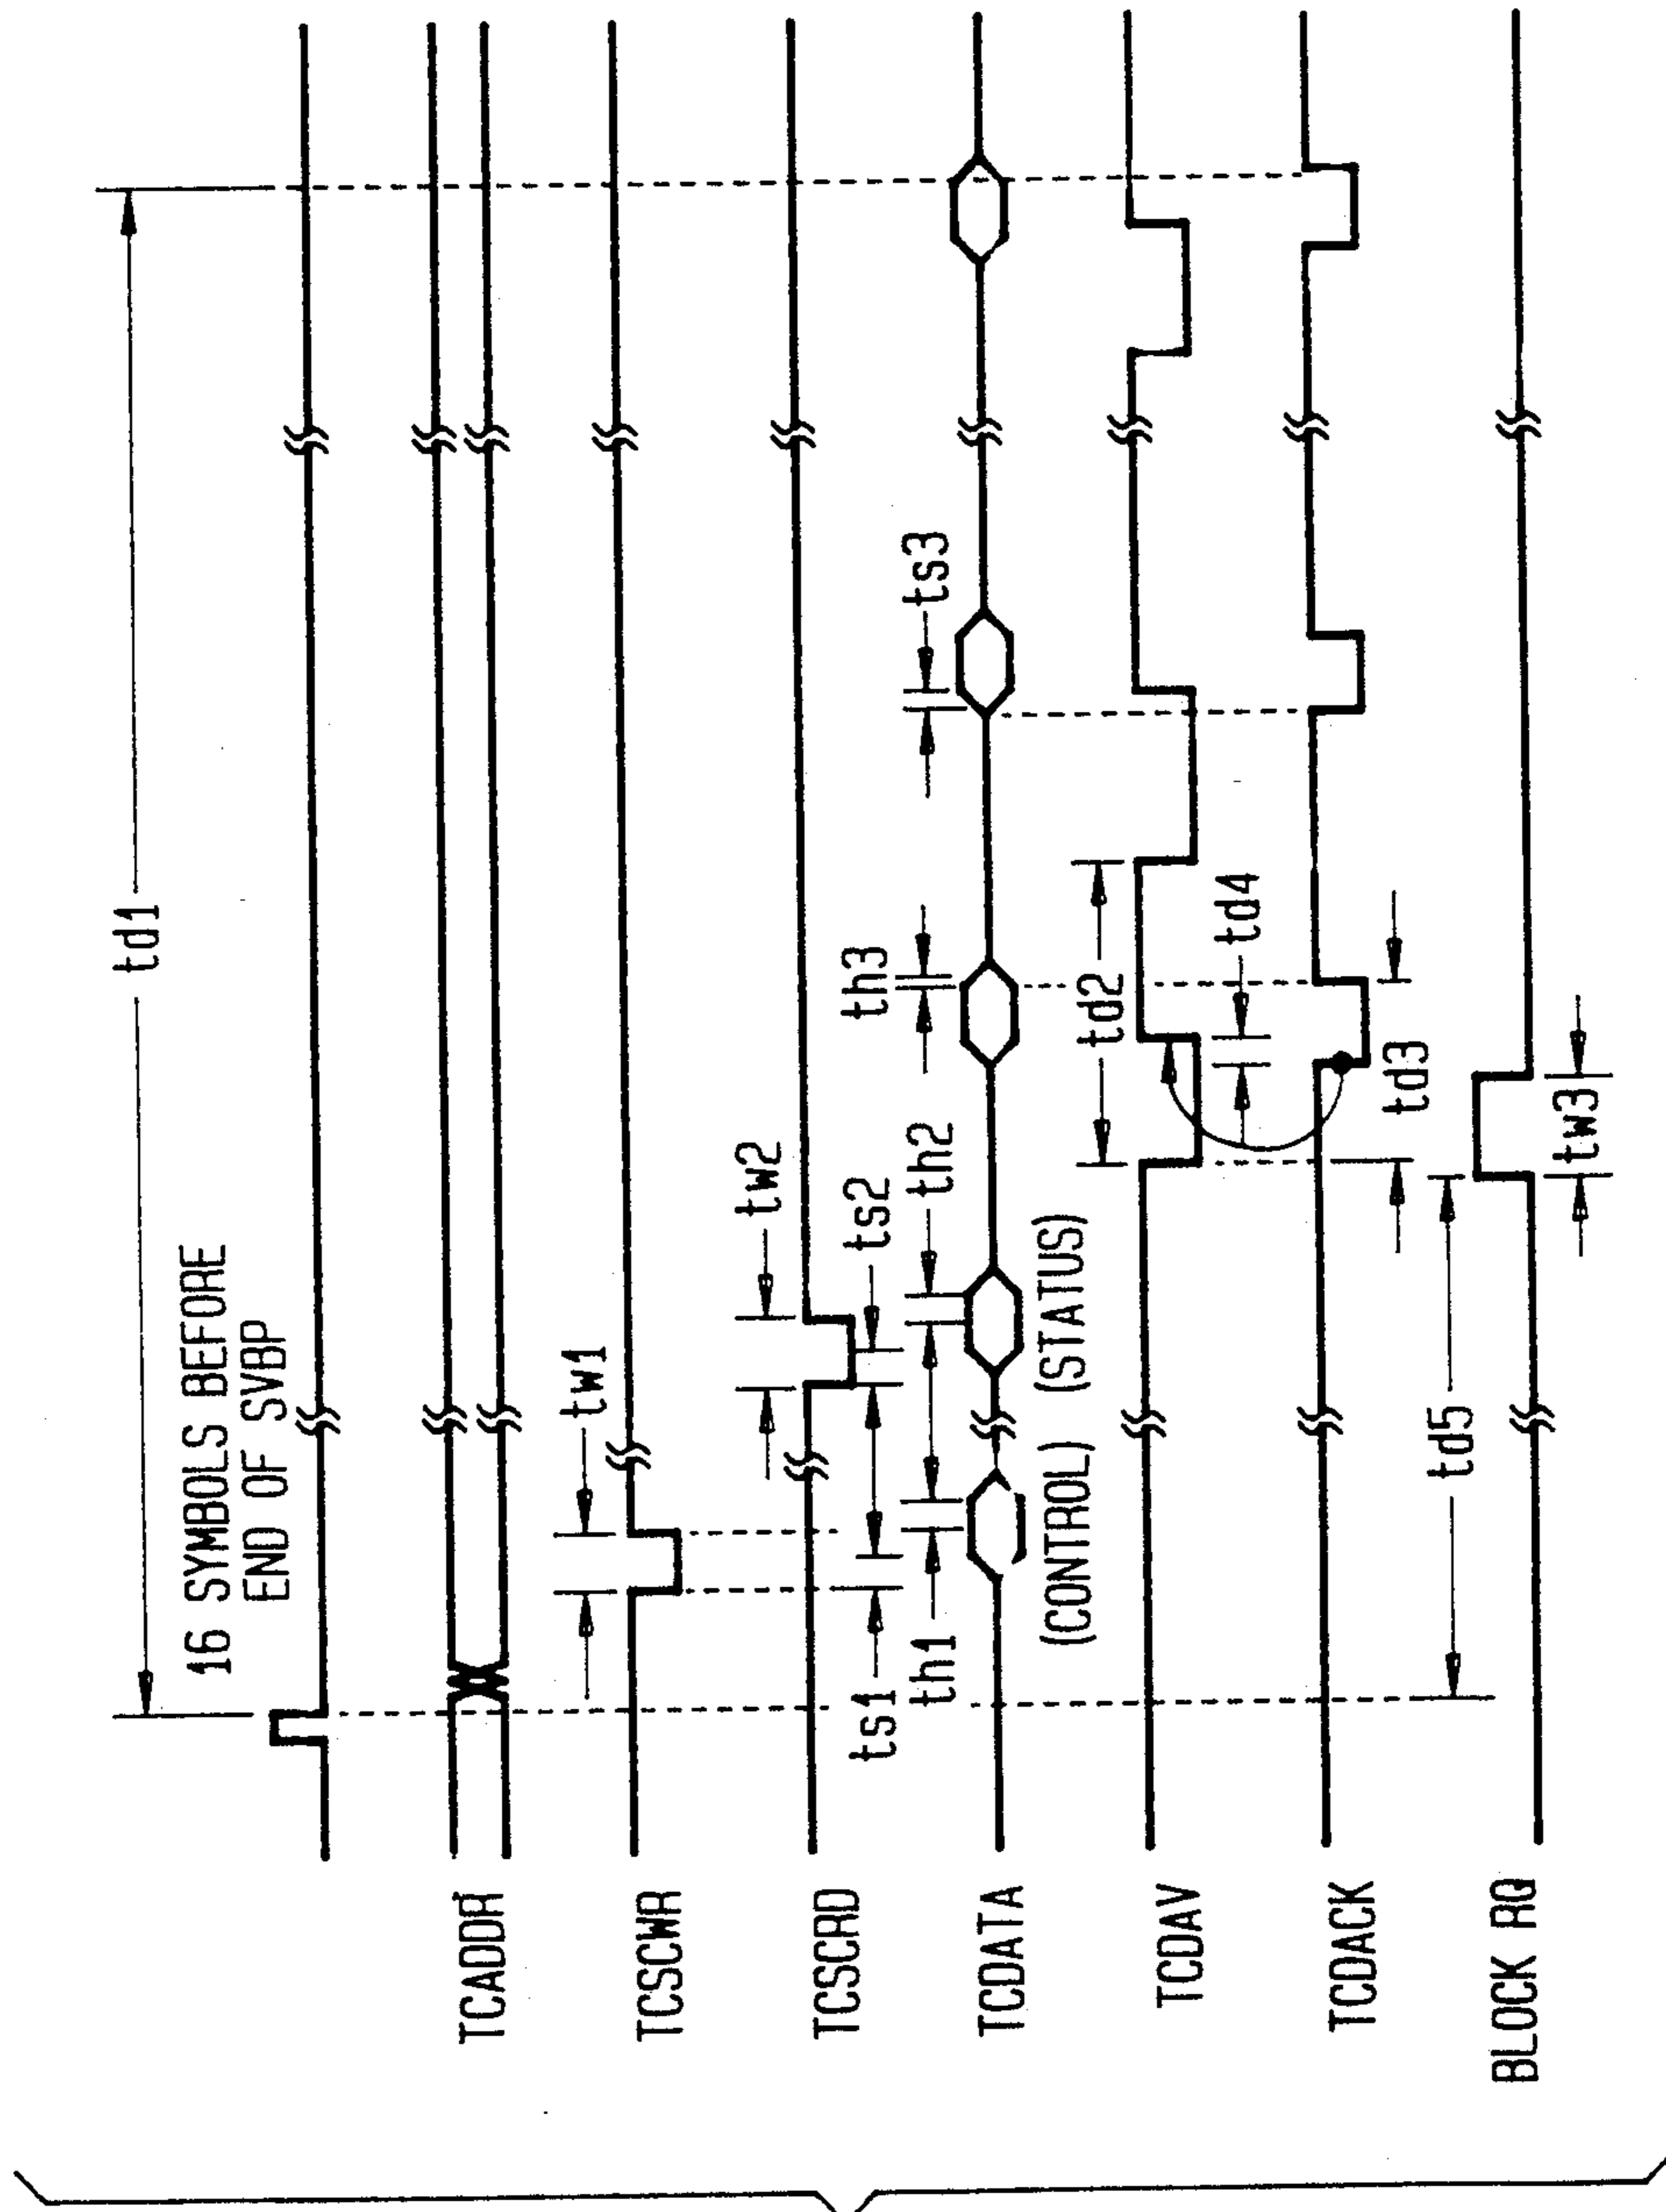 td1
16 SYMBOLS BEFORE
END OF SVBP
TCADDR
tw1
TCSCWR
tw2
TCSCRD
ts1
ts2
th1
th2
th3
ts3
TCDATA
(CONTROL) (STATUS)
td2
TCDAV
td4
TCDACK
td3
td5
BLOCK RQ
tw3